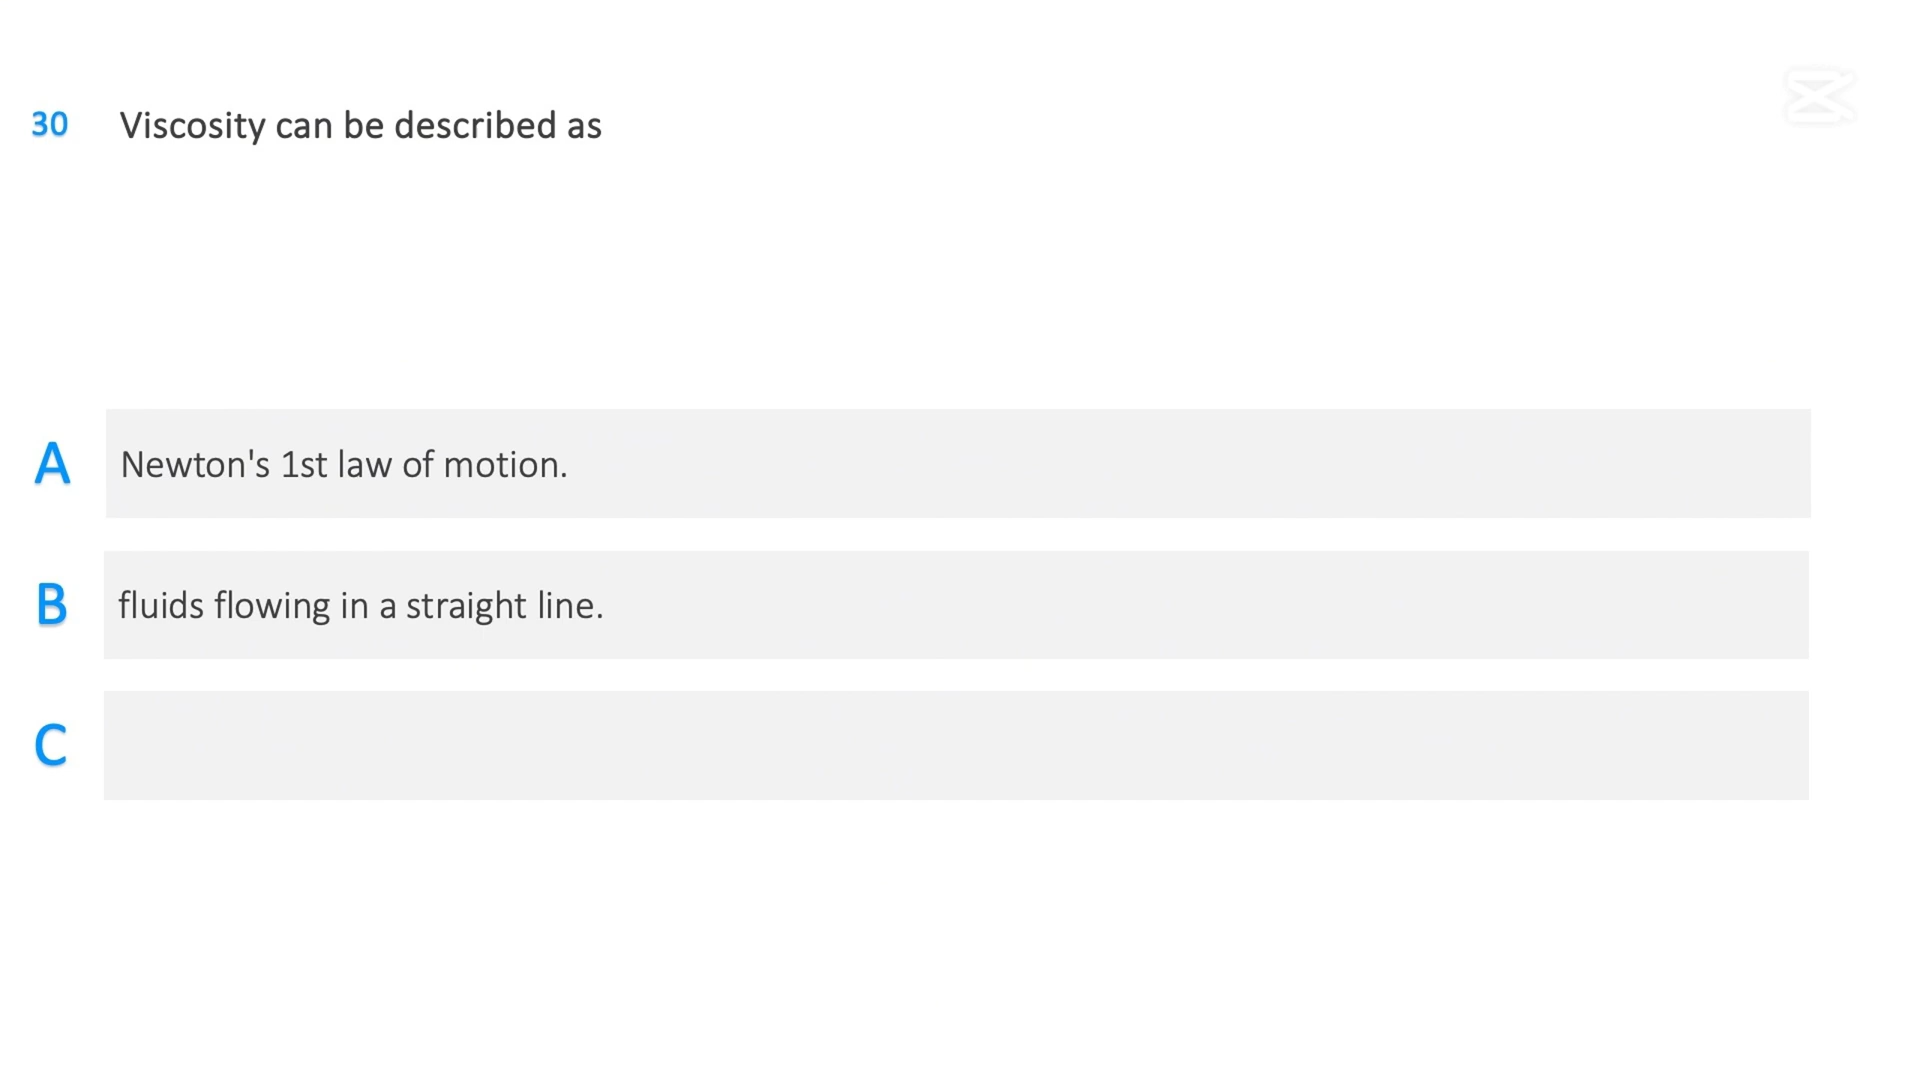 30 Viscosity can be described as
A Newton's 1st law of motion.
B fluids flowing in a straight line.
C